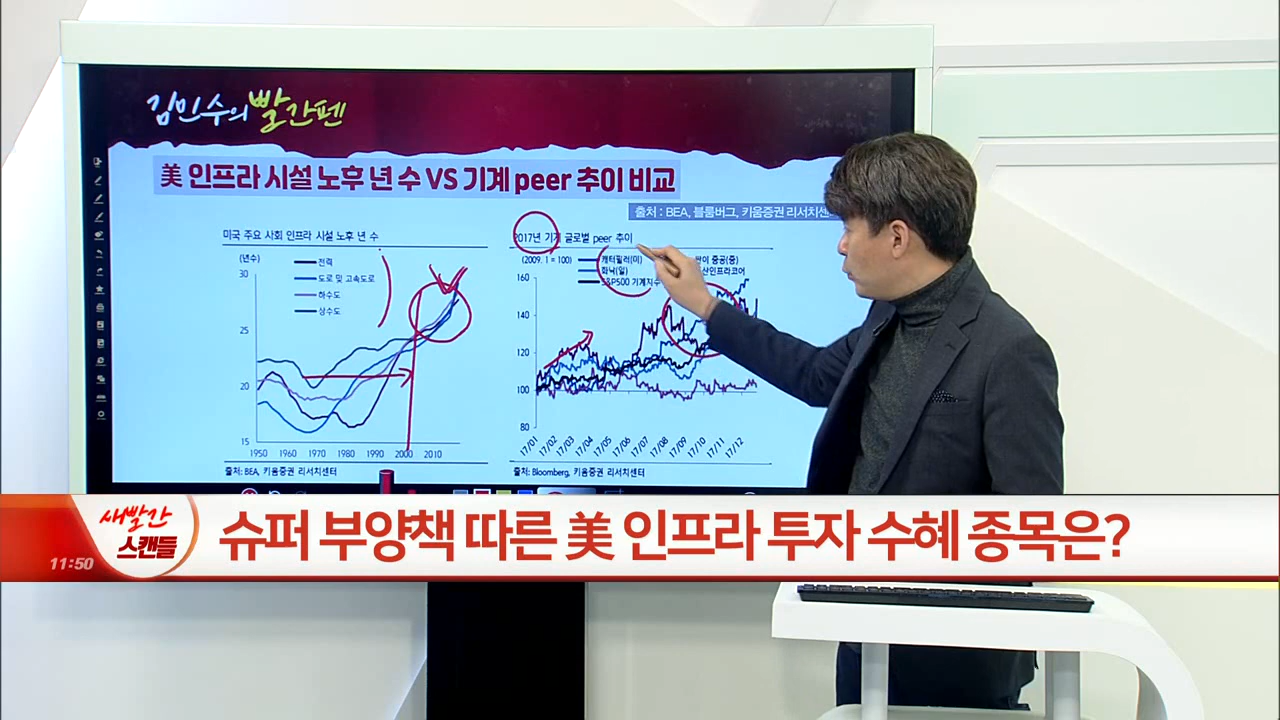 김민수의 빨간펜
美 인프라 시설 노후 년 수 VS 기계 peer 추이 비교
출처 : BEA, 블룸버그, 키움증권 리서치센
미국 주요 사회 인프라 시설 노후 년 수
(년수)
전력
도로 및 고속도로
하수도
상수도
30
25
20
15
1950 1960 1970 1980 1990 2000 2010
출처: BEA, 키움증권 리서치센터
2017년 기계 글로벌 peer 추이
(2009. 1 = 100)
캐터필러(미)
화낙(일)
S&P500 기계지수
중공(중)
산인프라코어
160
140
120
100
80
17/01 17/02 17/03 17/04 17/05 17/06 17/07 17/08 17/09 17/10 17/11 17/12
출처: Bloomberg, 키움증권 리서치센터
새빨간
스캔들
11:50
슈퍼 부양책 따른 美 인프라 투자 수혜 종목은?